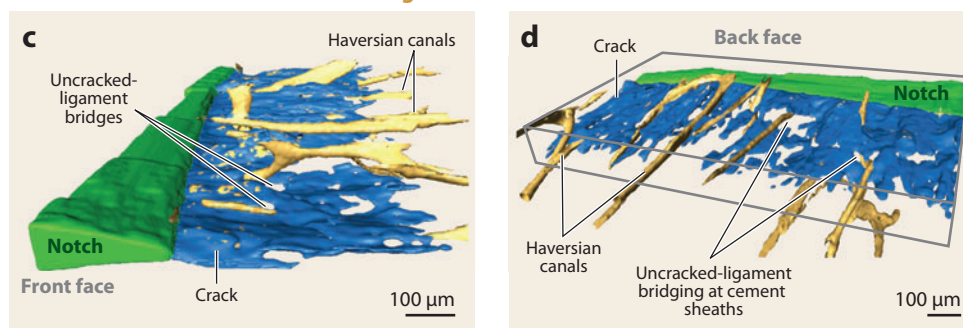 c
Haversian canals
Uncracked-
ligament
bridges
Notch
Front face
Crack
100 μm
d
Back face
Crack
Notch
Haversian
canals
Uncracked-ligament
bridging at cement
sheaths
100 μm